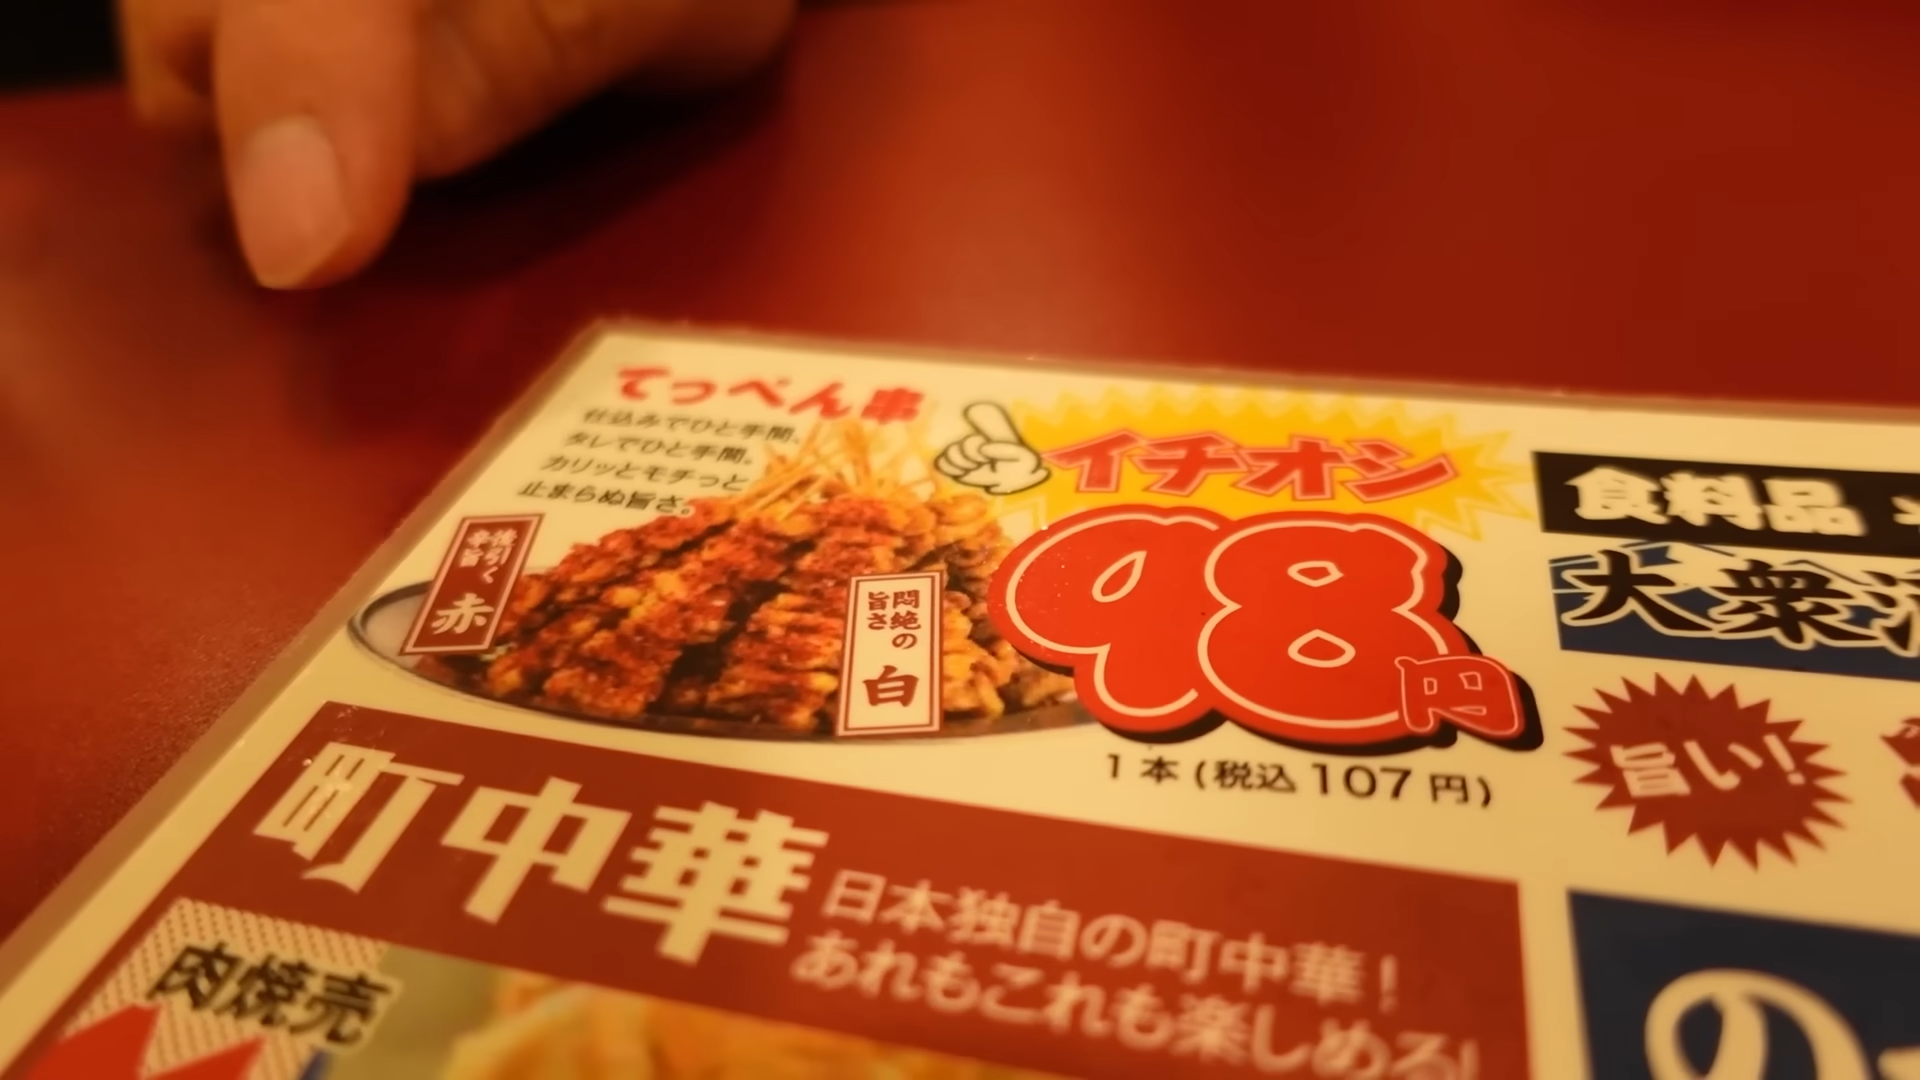 てっぺん串
仕込みでひと手間、
タレでひと手間。
カリッとモチっと
止まらぬ旨さ。
後引く
辛旨
赤
悶絶の
旨さ
白
イチオシ
98円
1本(税込107円)
食料品
大衆
旨い!
町中華
日本独自の町中華!
あれもこれも楽しめる!
肉焼売
の